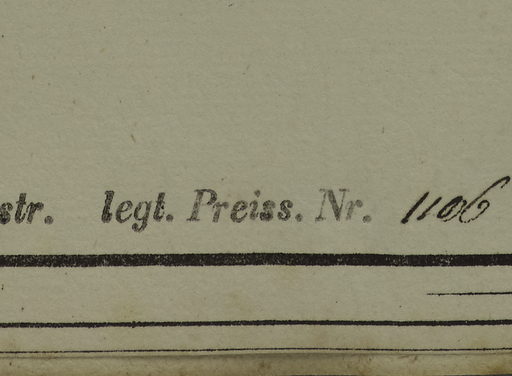 str. legt. Preiss. Nr. 1106